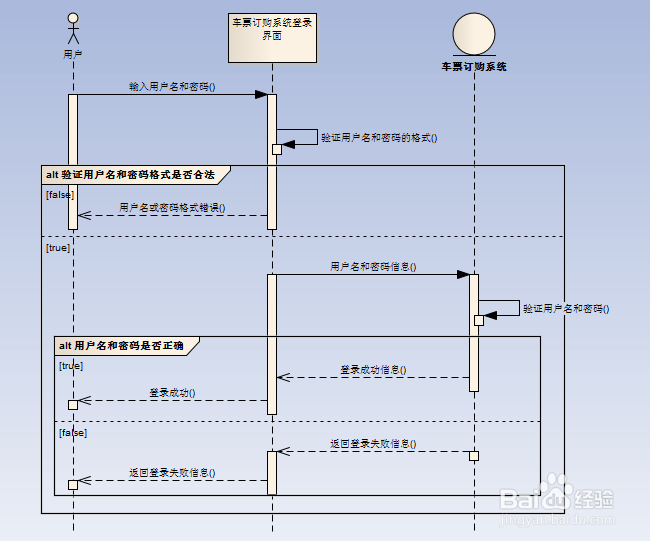 车票订购系统登录
界面
用户
车票订购系统
输入用户名和密码()
验证用户名和密码的格式()
alt 验证用户名和密码格式是否合法
[false]
用户名或密码格式错误()
[true]
用户名和密码信息()
验证用户名和密码()
alt 用户名和密码是否正确
[true]
登录成功信息()
登录成功()
[false]
返回登录失败信息()
返回登录失败信息()
Baidu 经验
jingyan.baidu.com